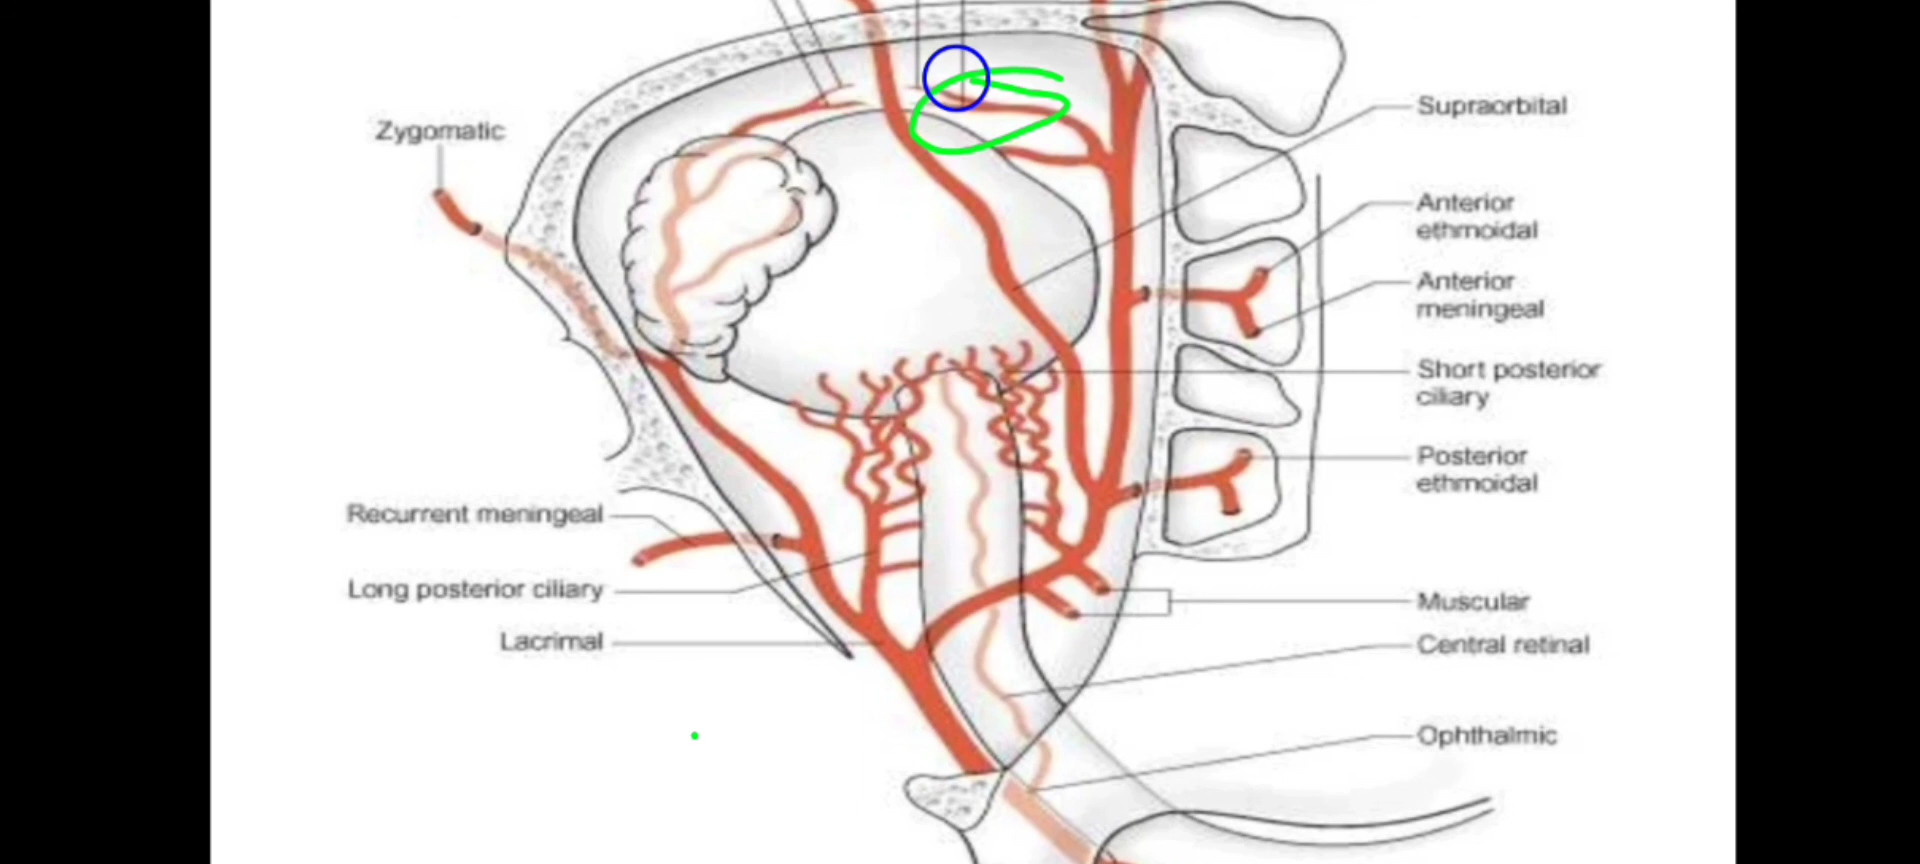 Zygomatic
Supraorbital
Anterior
ethmoidal
Anterior
meningeal
Short posterior
ciliary
Posterior
ethmoidal
Recurrent meningeal
Long posterior ciliary
Lacrimal
Muscular
Central retinal
Ophthalmic